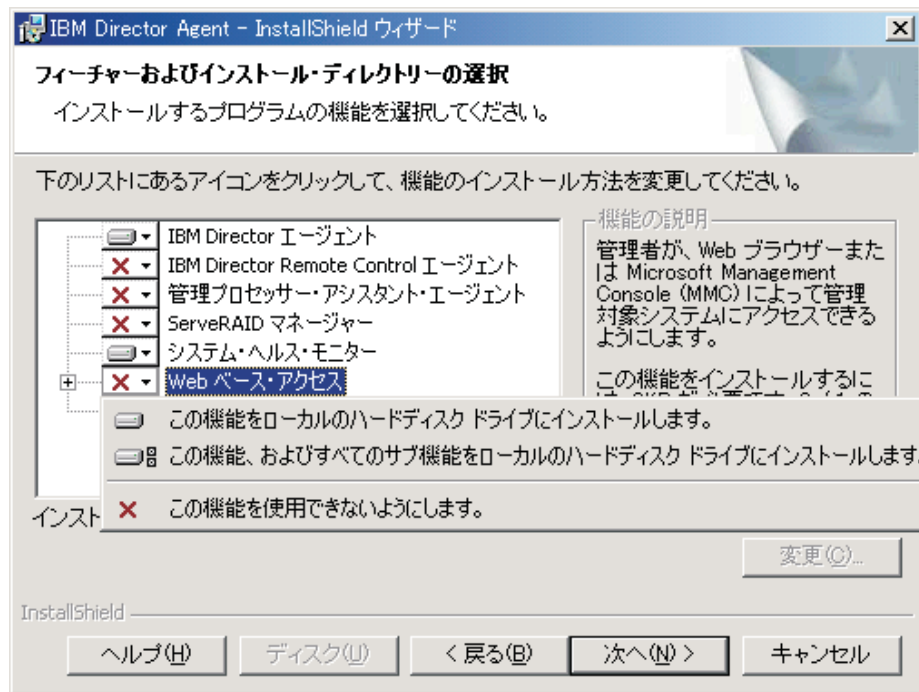 IBM Director Agent - InstallShield ウィザード
フィーチャーおよびインストール・ディレクトリーの選択
インストールするプログラムの機能を選択してください。
下のリストにあるアイコンをクリックして、機能のインストール方法を変更してください。
IBM Director エージェント
IBM Director Remote Control エージェント
管理プロセッサー・アシスタント・エージェント
ServeRAID マネージャー
システム・ヘルス・モニター
Web ベース・アクセス
機能の説明
管理者が、Web ブラウザーまた
は Microsoft Management
Console (MMC) によって管理
対象システムにアクセスできる
ようにします。
この機能をインストールするに
この機能をローカルのハードディスク ドライブにインストールします。
この機能、およびすべてのサブ機能をローカルのハードディスク ドライブにインストールします
この機能を使用できないようにします。
インスト
変更(C)...
InstallShield
ヘルプ(H)
ディスク(U)
< 戻る(B)
次へ(N) >
キャンセル